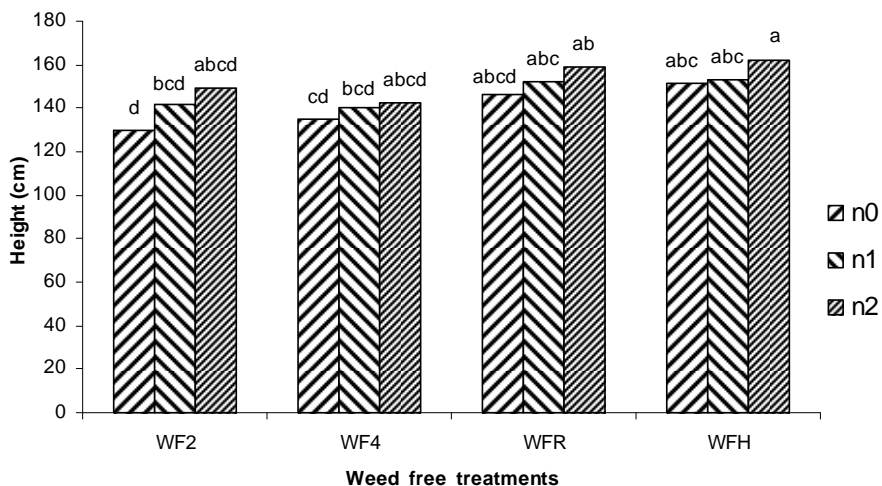 180
160
140
120
100
80
60
40
20
0
Height (cm)
d bcd abcd
cd bcd abcd
abcd abc ab
abc abc a
n0
n1
n2
WF2 WF4 WFR WFH
Weed free treatments